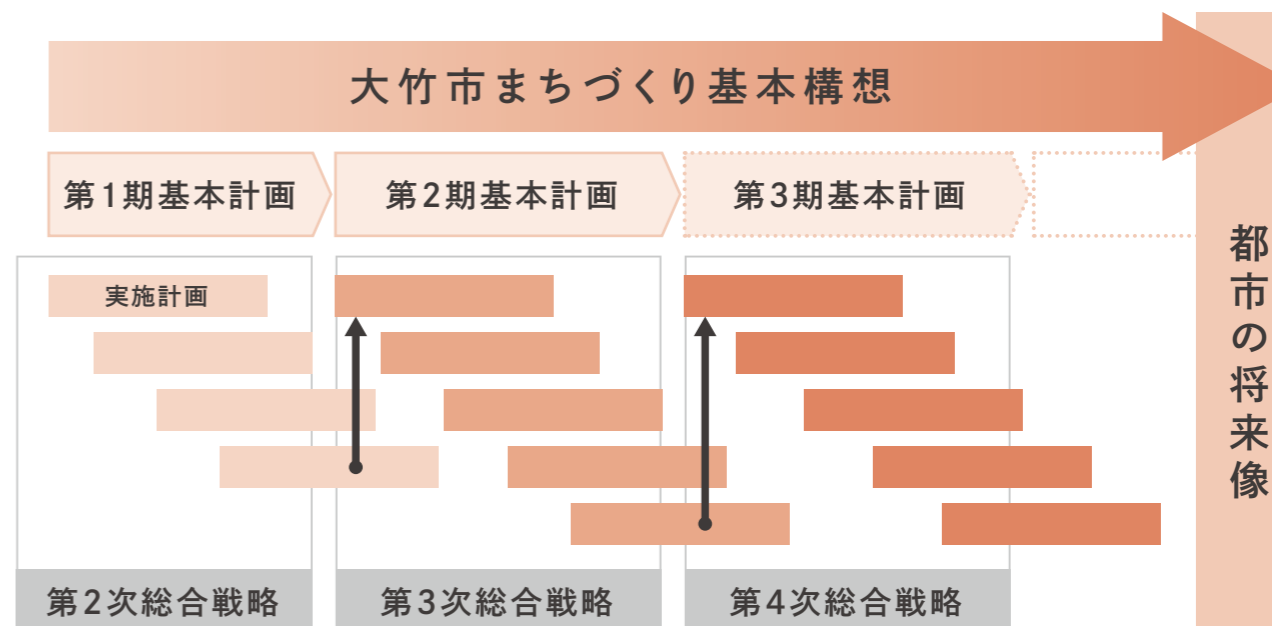 大竹市まちづくり基本構想
第1期基本計画
第2期基本計画
第3期基本計画
都市の将来像
実施計画
第2次総合戦略
第3次総合戦略
第4次総合戦略